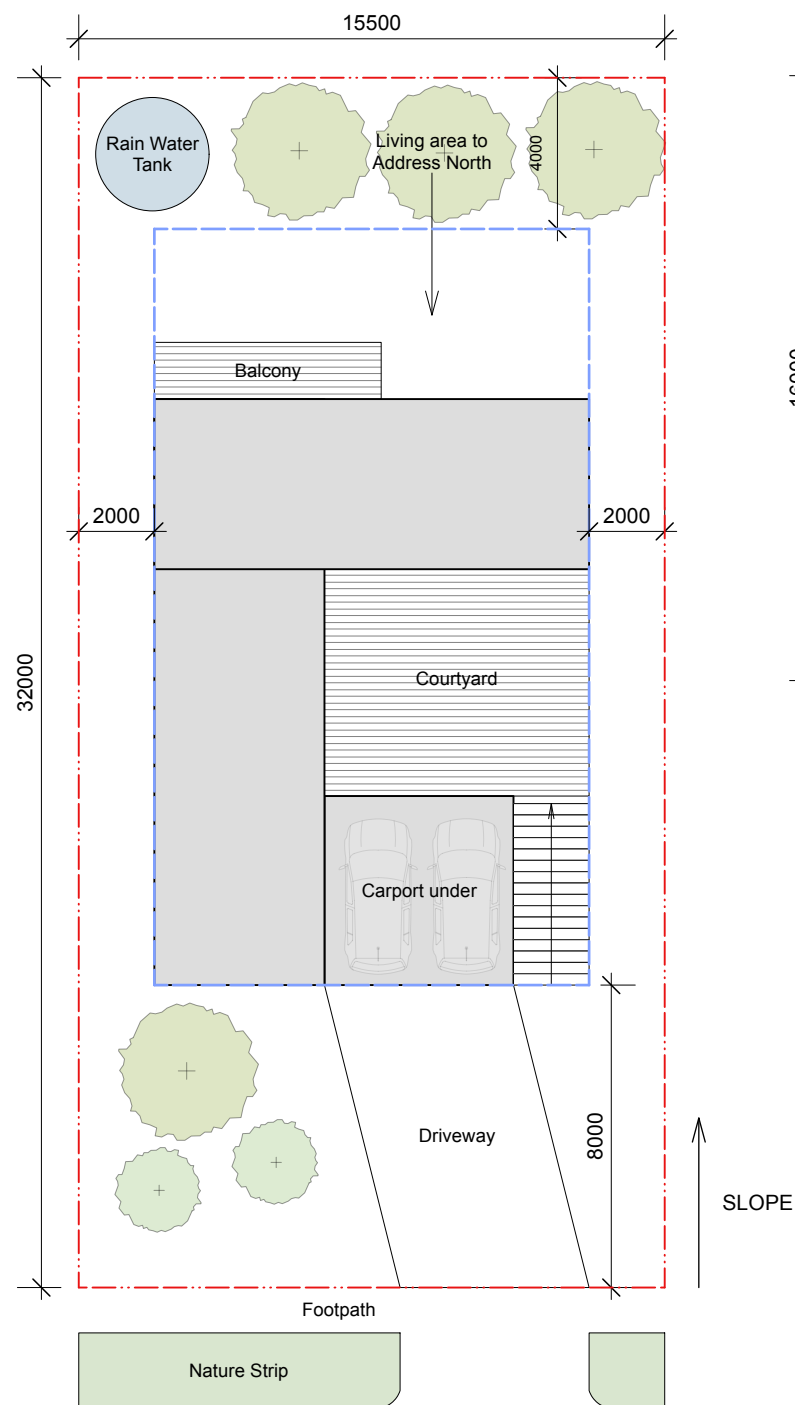 15500
Rain Water
Tank
Living area to
Address North
4000
Balcony
2000
2000
32000
Courtyard
Carport under
Driveway
8000
SLOPE
Footpath
Nature Strip